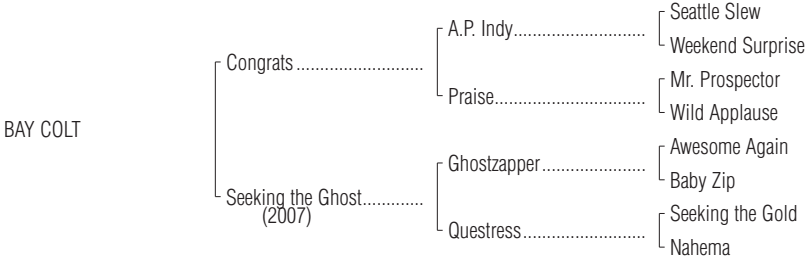 Seattle Slew
A.P. Indy...........................
Weekend Surprise
Congrats ..........................
Mr. Prospector
Praise...............................
Wild Applause
BAY COLT
Awesome Again
Ghostzapper.....................
Baby Zip
Seeking the Ghost.............
(2007)
Seeking the Gold
Questress.........................
Nahema